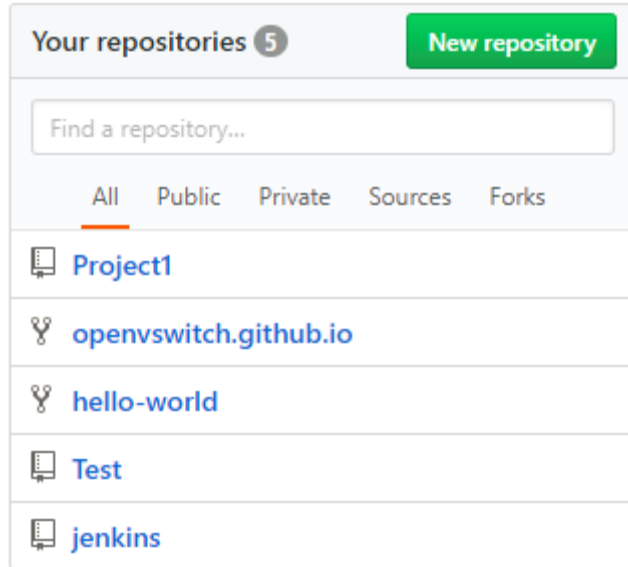 Your repositories 5 New repository
Find a repository...
All Public Private Sources Forks
Project1
openvswitch.github.io
hello-world
Test
jenkins